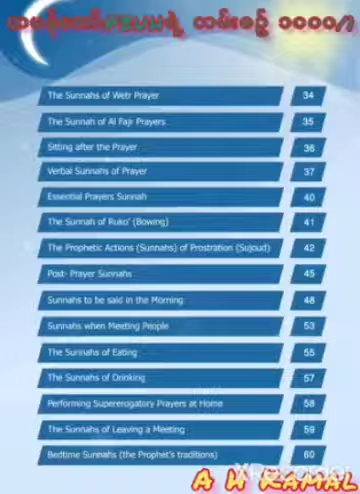 The Sunnahs of Wetr Prayer 34
The Sunnah of Al Fajr Prayers 35
Sitting after the Prayer 36
Verbal Sunnahs of Prayer 37
Essential Prayers Sunnah 40
The Sunnah of Ruko' (Bowing) 41
The Prophetic Actions (Sunnahs) of Prostration (Sujoud) 42
Post- Prayer Sunnahs 45
Sunnahs to be said in the Morning 48
Sunnahs when Meeting People 53
The Sunnahs of Eating 55
The Sunnahs of Drinking 57
Performing Supererogatory Prayers at Home 58
The Sunnahs of Leaving a Meeting 59
Bedtime Sunnahs (the Prophet's traditions) 60
XRecorder
A H KAMAL